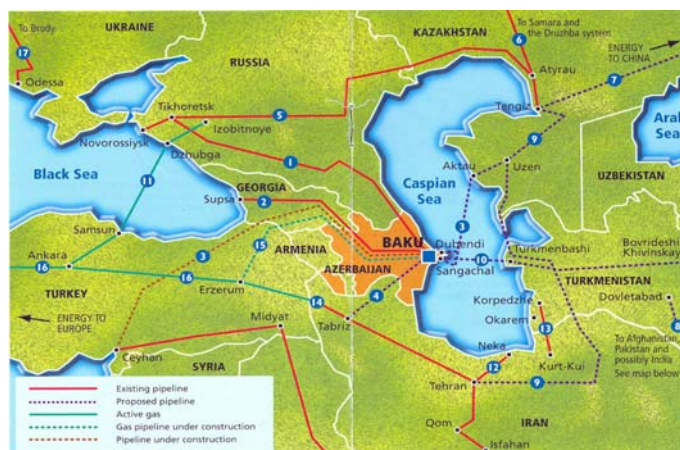 To Brody
17
Odessa
UKRAINE
RUSSIA
KAZAKHSTAN
To Samara and
the Druzhba system
6
ENERGY
TO CHINA
Atyrau
7
Tengiz
Tikhoretsk
5
Izobitnoye
Novorossiysk
Dzhubga
1
9
Aral
Sea
Black Sea
11
GEORGIA
Supsa
2
Caspian
Sea
Aktau
Uzen
UZBEKISTAN
3
Samsun
3
15
ARMENIA
BAKU
Dubendi
Sangachal
10
Turkmenbashi
Bovrideshi
Khivinskay
Ankara
16
16
Erzerum
AZERBAIJAN
4
TURKMENISTAN
TURKEY
14
Tabriz
Korpedzhe
Okarem
13
Dovletabad
8
ENERGY TO
EUROPE
Midyat
Ceyhan
SYRIA
Neka
Kurt-Kui
To Afghanistan,
Pakistan and
possibly India
See map below
12
Tehran
9
Qom
IRAN
Isfahan
Existing pipeline
Proposed pipeline
Active gas
Gas pipeline under construction
Pipeline under construction